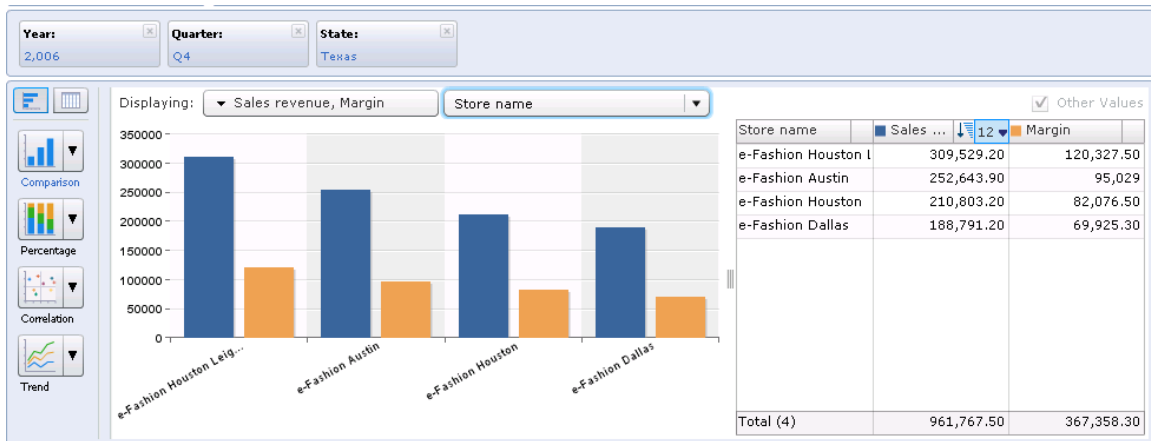 Year: Quarter: State:
2,006 Q4 Texas
Displaying: Sales revenue, Margin Store name Other Values
Comparison
Percentage
Correlation
Trend
350000
300000
250000
200000
150000
100000
50000
0
e-Fashion Houston Leig...
e-Fashion Austin
e-Fashion Houston
e-Fashion Dallas
Store name Sales ... 12 Margin
e-Fashion Houston L 309,529.20 120,327.50
e-Fashion Austin 252,643.90 95,029
e-Fashion Houston 210,803.20 82,076.50
e-Fashion Dallas 188,791.20 69,925.30
Total (4) 961,767.50 367,358.30